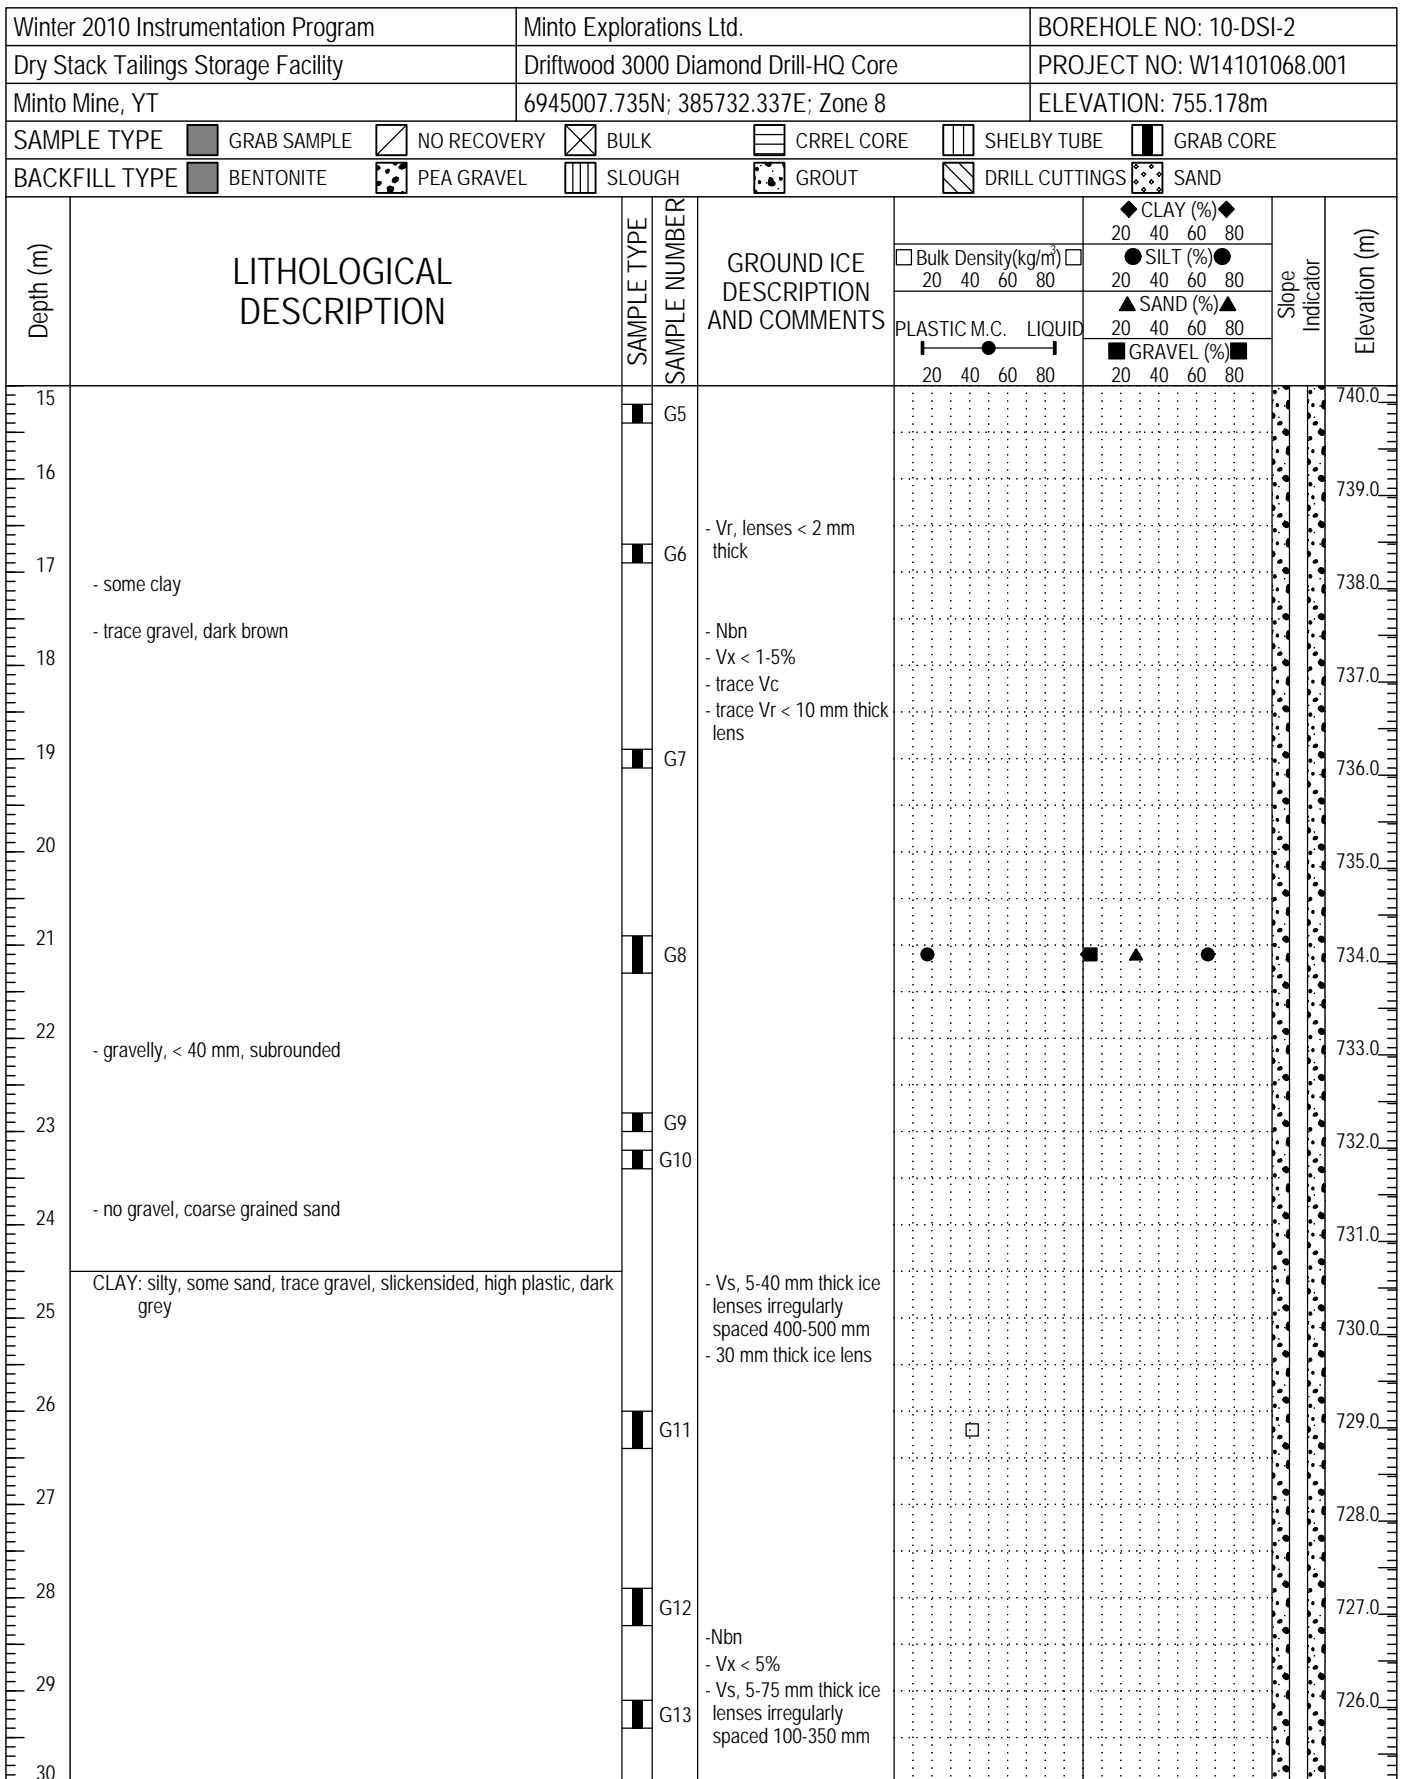 Winter 2010 Instrumentation Program
Minto Explorations Ltd.
BOREHOLE NO: 10-DSI-2
Dry Stack Tailings Storage Facility
Driftwood 3000 Diamond Drill-HQ Core
PROJECT NO: W14101068.001
Minto Mine, YT
6945007.735N; 385732.337E; Zone 8
ELEVATION: 755.178m
SAMPLE TYPE GRAB SAMPLE NO RECOVERY BULK CRREL CORE SHELBY TUBE GRAB CORE
BACKFILL TYPE BENTONITE PEA GRAVEL SLOUGH GROUT DRILL CUTTINGS SAND
Depth (m)
LITHOLOGICAL
DESCRIPTION
SAMPLE TYPE
SAMPLE NUMBER
GROUND ICE
DESCRIPTION
AND COMMENTS
Bulk Density(kg/m³)
20 40 60 80
PLASTIC M.C. LIQUID
20 40 60 80
CLAY (%)
20 40 60 80
SILT (%)
20 40 60 80
SAND (%)
20 40 60 80
GRAVEL (%)
20 40 60 80
Slope
Indicator
Elevation (m)
15
740.0
G5
16
739.0
- Vr, lenses < 2 mm
thick
G6
17
738.0
- some clay
- trace gravel, dark brown
- Nbn
18
- Vx < 1-5%
737.0
- trace Vc
- trace Vr < 10 mm thick
lens
19
G7
736.0
20
735.0
21
G8
734.0
22
- gravelly, < 40 mm, subrounded
733.0
G9
23
732.0
G10
- no gravel, coarse grained sand
24
731.0
CLAY: silty, some sand, trace gravel, slickensided, high plastic, dark
grey
- Vs, 5-40 mm thick ice
lenses irregularly
spaced 400-500 mm
25
730.0
- 30 mm thick ice lens
26
729.0
G11
27
728.0
28
G12
727.0
-Nbn
- Vx < 5%
29
- Vs, 5-75 mm thick ice
lenses irregularly
spaced 100-350 mm
726.0
G13
30